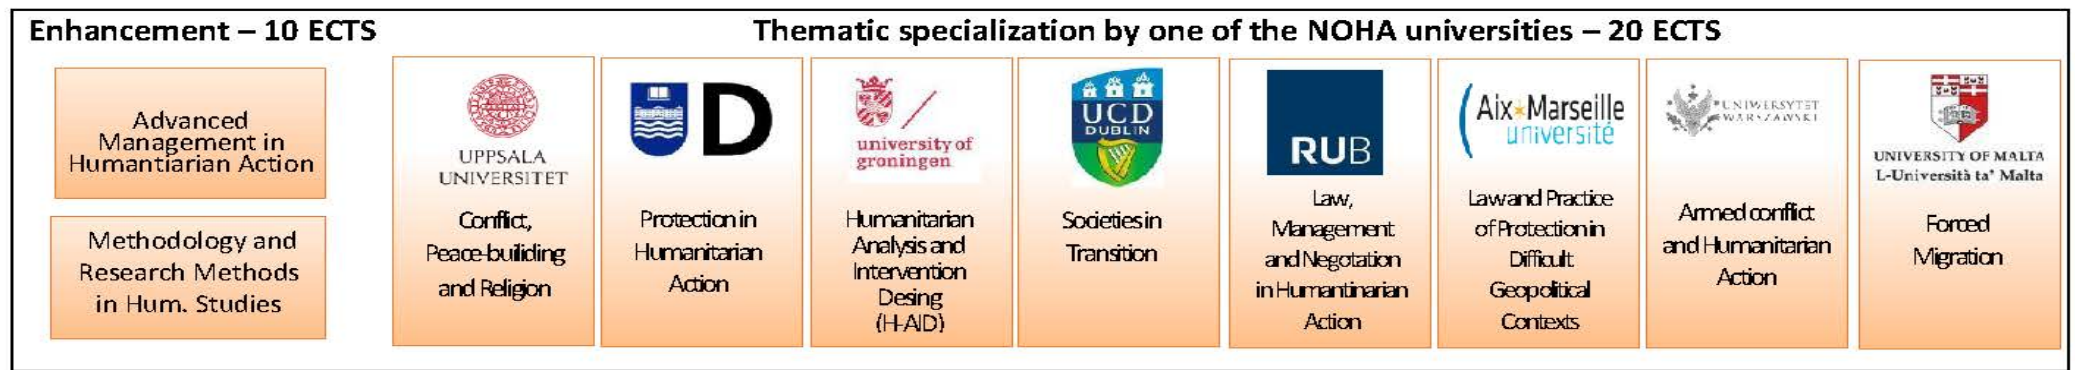 Enhancement – 10 ECTS
Thematic specialization by one of the NOHA universities – 20 ECTS
Advanced
Management in
Humantiarian Action
Methodology and
Research Methods
in Hum. Studies
UPPSALA
UNIVERSITET
Conflict,
Peace-builiding
and Religion
D
Protection in
Humanitarian
Action
university of
groningen
Humanitarian
Analysis and
Intervention
Desing
(H-AID)
UCD
DUBLIN
Societies in
Transition
RUB
Law,
Management
and Negotation
in Humantinarian
Action
Aix*Marseille
université
Law and Practice
of Protection in
Difficult
Geopolitical
Contexts
UNIWERSYTET
WARSZAWSKI
Armed conflict
and Humanitarian
Action
UNIVERSITY OF MALTA
L-Università ta' Malta
Forced
Migration